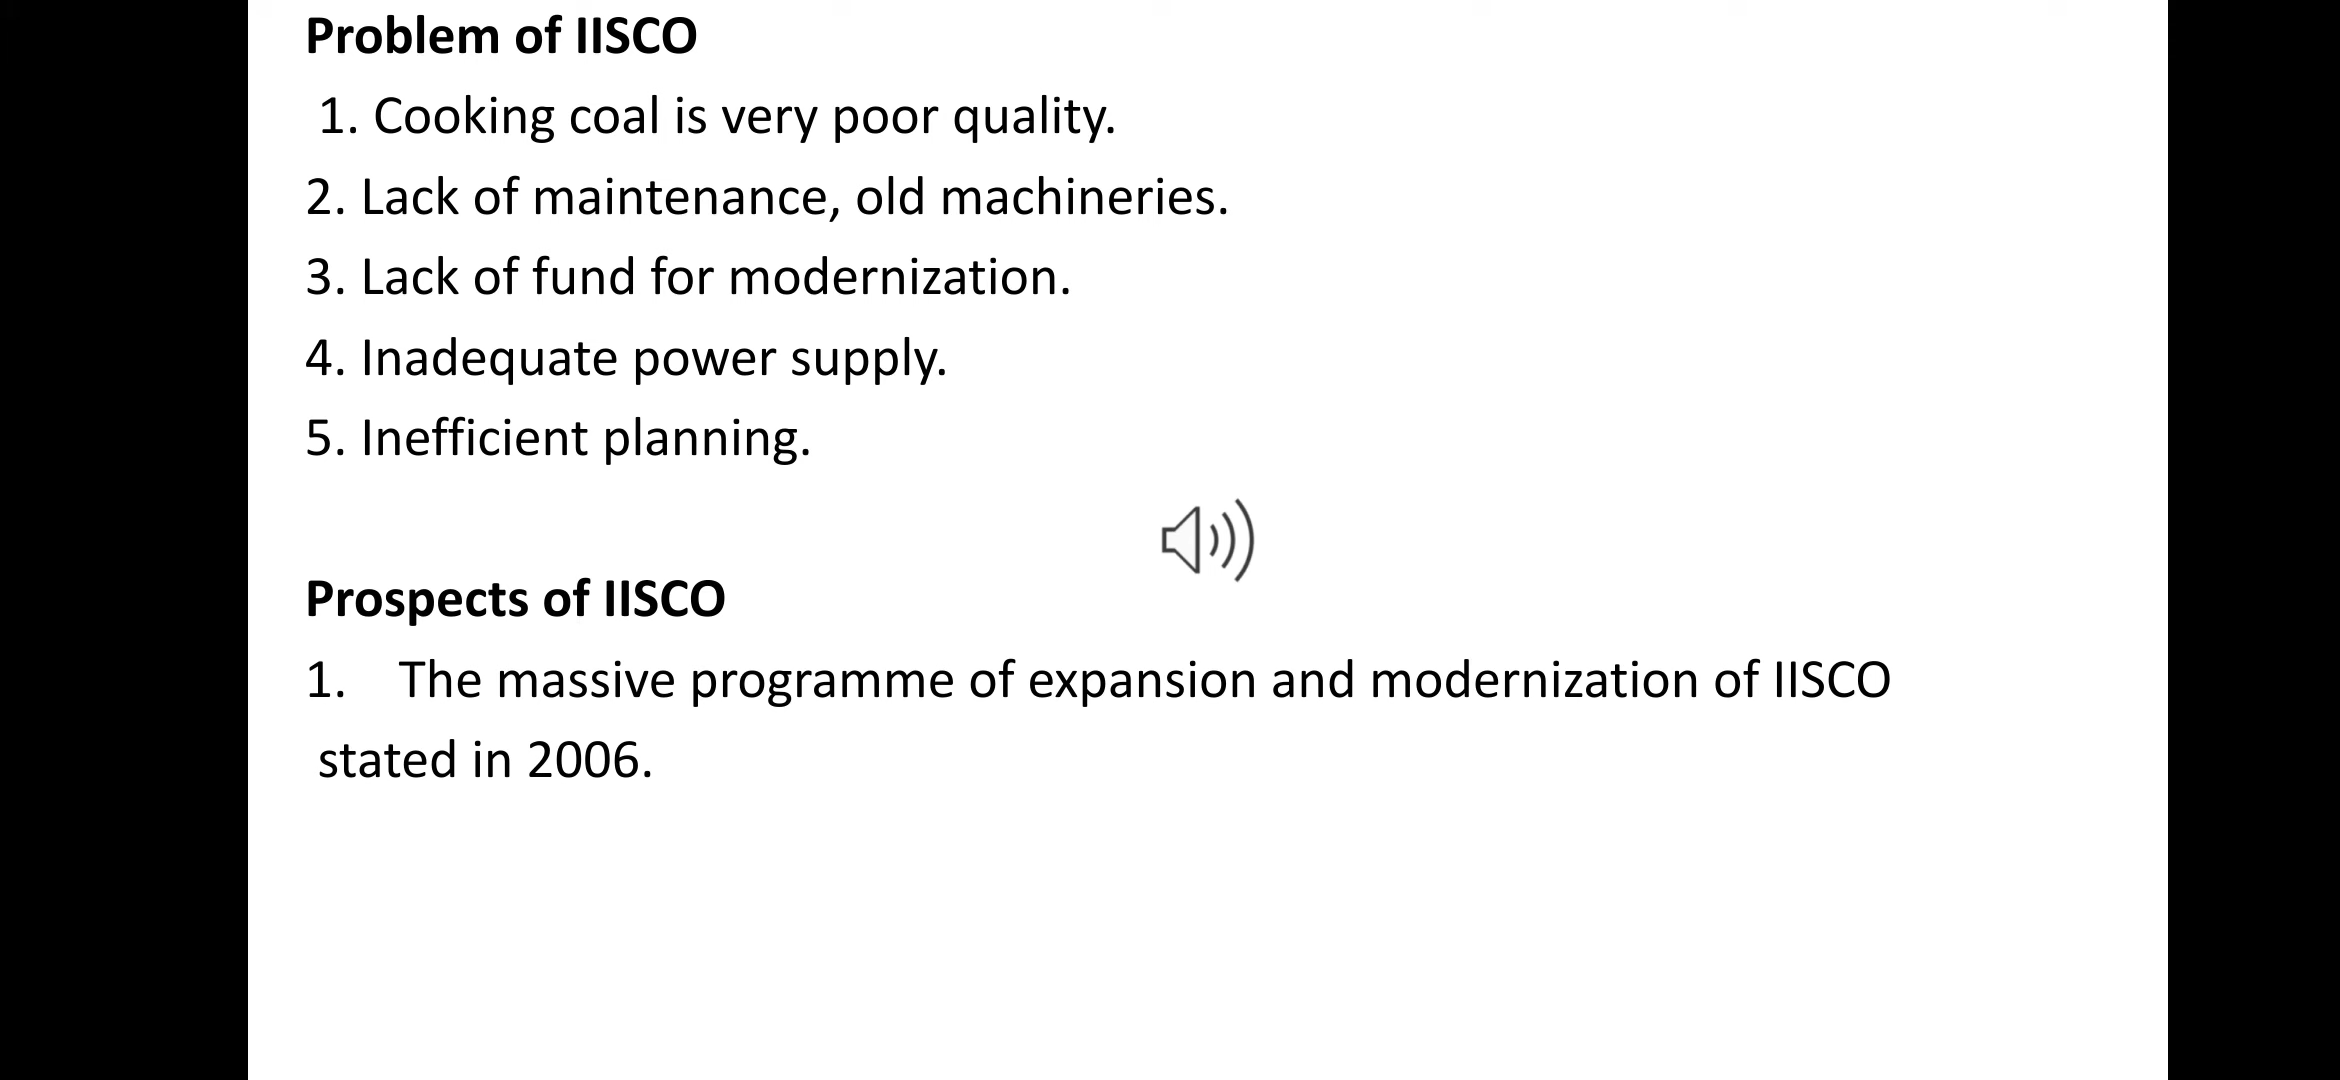 Problem of IISCO
1. Cooking coal is very poor quality.
2. Lack of maintenance, old machineries.
3. Lack of fund for modernization.
4. Inadequate power supply.
5. Inefficient planning.
Prospects of IISCO
1. The massive programme of expansion and modernization of IISCO
stated in 2006.